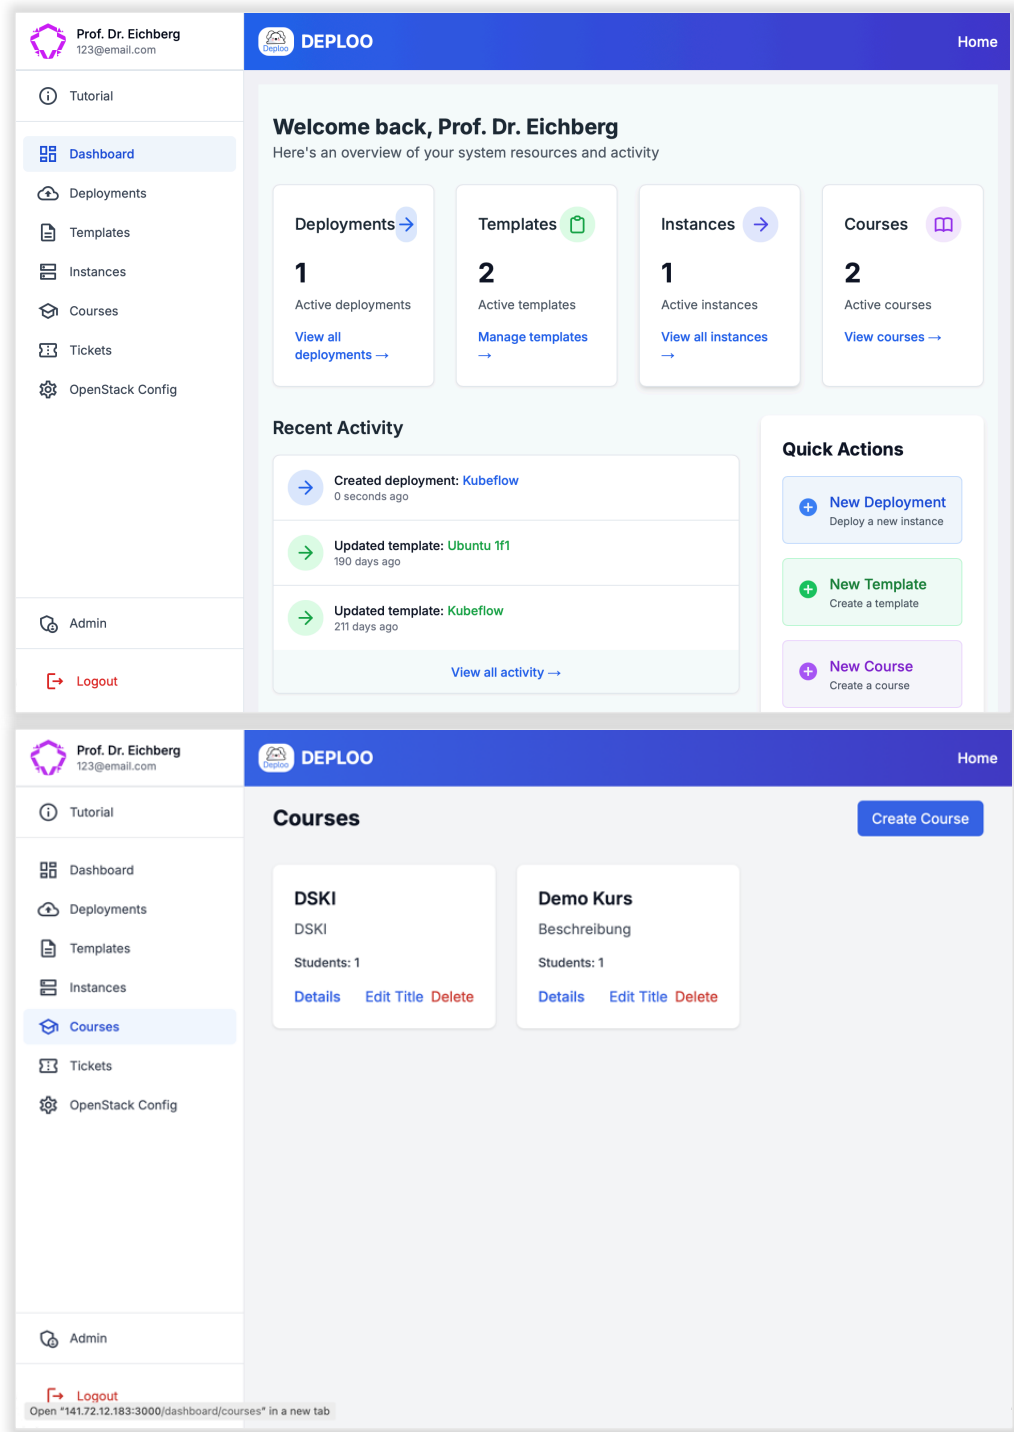 Prof. Dr. Eichberg
123@email.com
Deploo
DEPLOO
Home
Tutorial
Dashboard
Deployments
Templates
Instances
Courses
Tickets
OpenStack Config
Admin
Logout
Welcome back, Prof. Dr. Eichberg
Here's an overview of your system resources and activity
Deployments
1
Active deployments
View all
deployments →
Templates
2
Active templates
Manage templates
→
Instances
1
Active instances
View all instances
→
Courses
2
Active courses
View courses →
Recent Activity
Created deployment: Kubeflow
0 seconds ago
Updated template: Ubuntu 1f1
190 days ago
Updated template: Kubeflow
211 days ago
View all activity →
Quick Actions
New Deployment
Deploy a new instance
New Template
Create a template
New Course
Create a course
Prof. Dr. Eichberg
123@email.com
Deploo
DEPLOO
Home
Tutorial
Dashboard
Deployments
Templates
Instances
Courses
Tickets
OpenStack Config
Admin
Logout
Open "141.72.12.183:3000/dashboard/courses" in a new tab
Courses
Create Course
DSKI
DSKI
Students: 1
Details Edit Title Delete
Demo Kurs
Beschreibung
Students: 1
Details Edit Title Delete